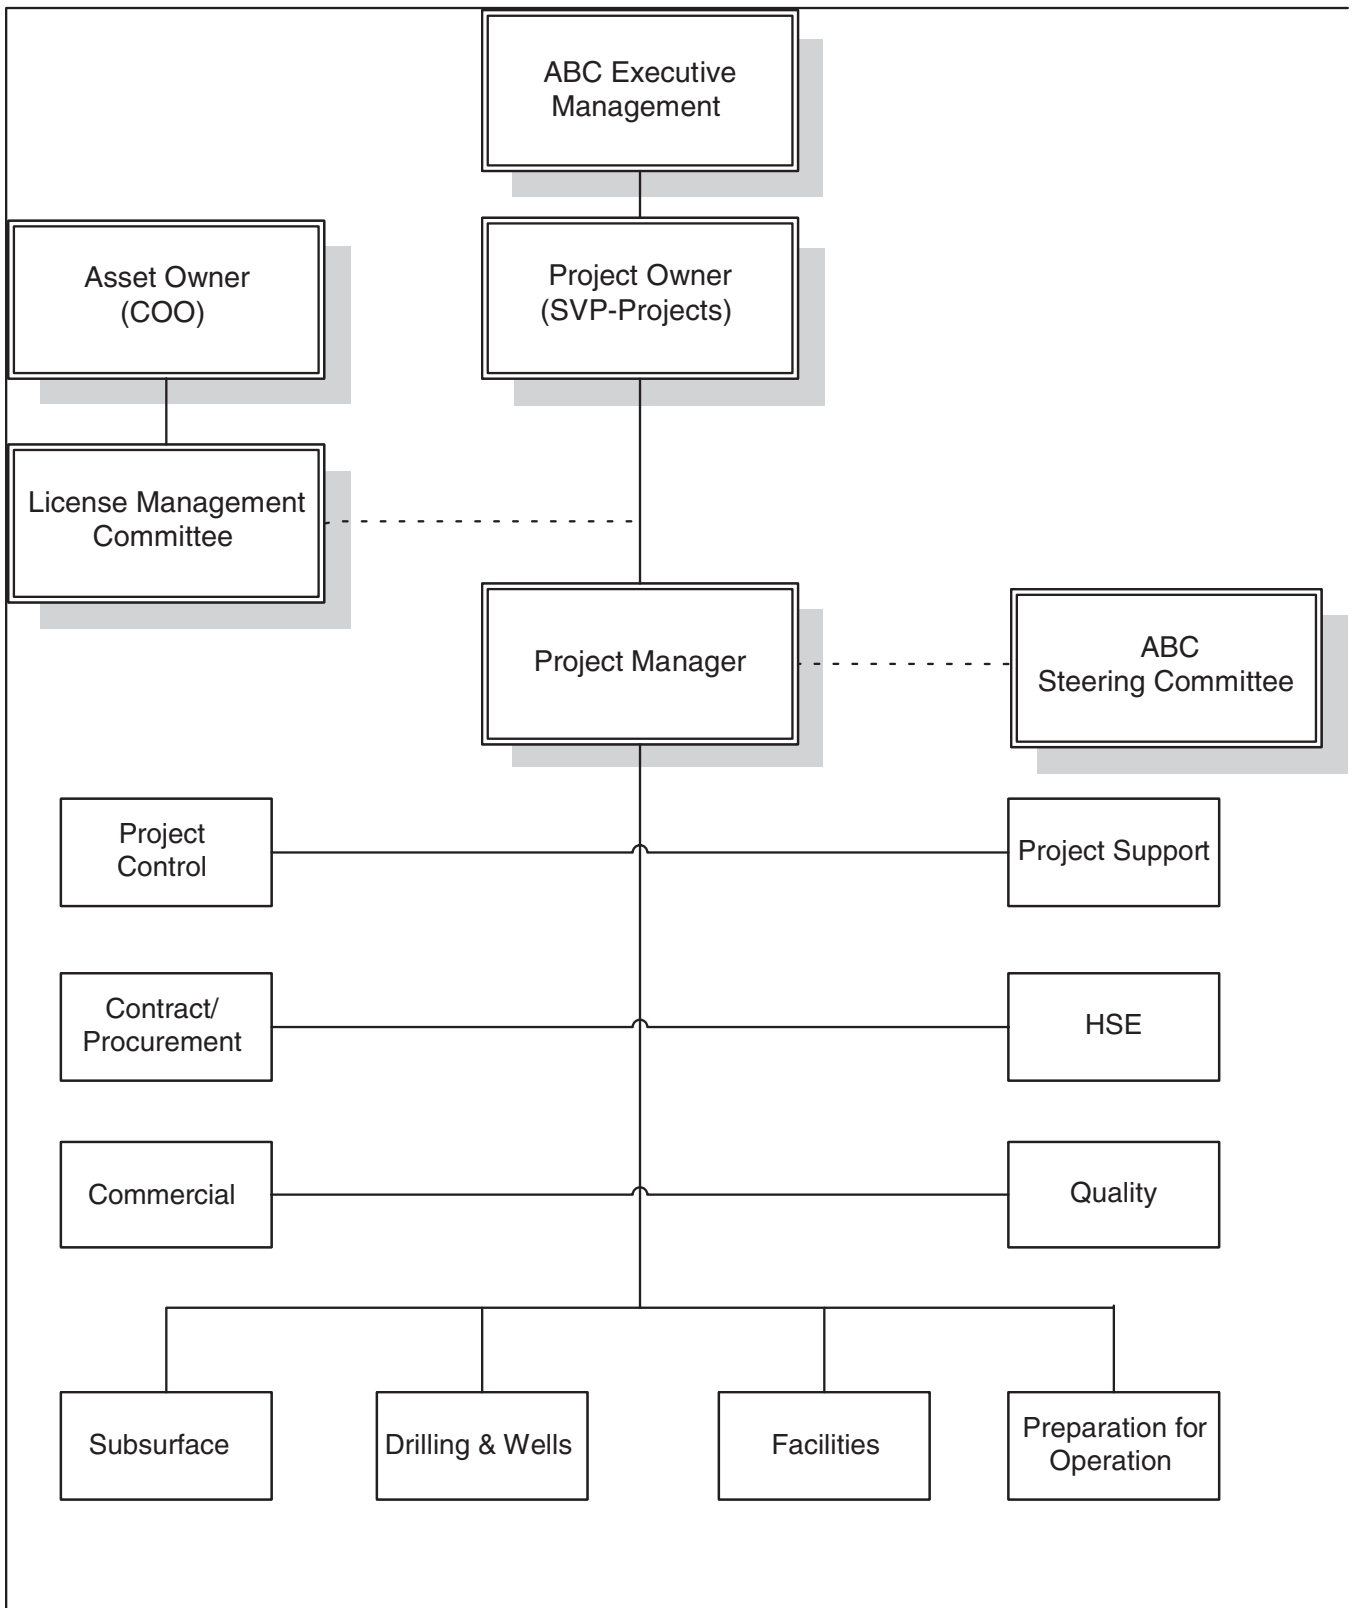 ABC Executive
Management
Asset Owner
(COO)
Project Owner
(SVP-Projects)
License Management
Committee
Project Manager
ABC
Steering Committee
Project
Control
Project Support
Contract/
Procurement
HSE
Commercial
Quality
Subsurface
Drilling & Wells
Facilities
Preparation for
Operation